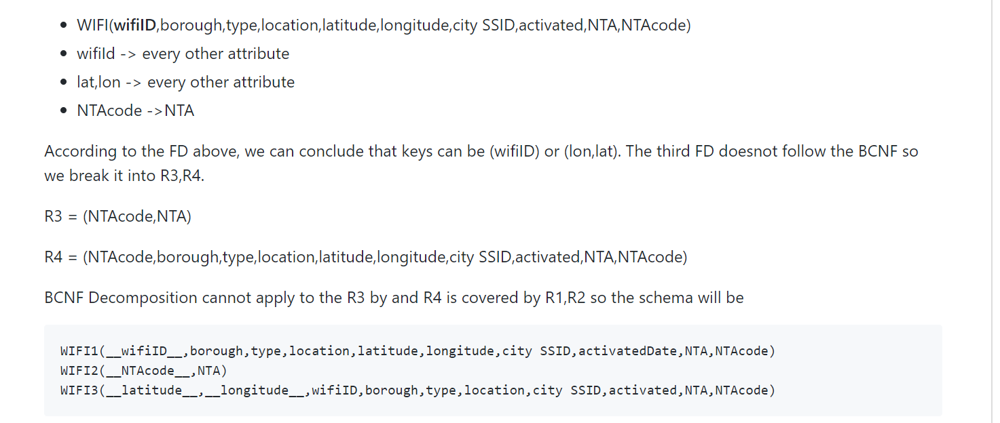 • WIFI(wifiID,borough,type,location,latitude,longitude,city SSID,activated,NTA,NTAcode)
• wifiId -> every other attribute
• lat,lon -> every other attribute
• NTAcode ->NTA
According to the FD above, we can conclude that keys can be (wifiID) or (lon,lat). The third FD doesnot follow the BCNF so
we break it into R3,R4.
R3 = (NTAcode,NTA)
R4 = (NTAcode,borough,type,location,latitude,longitude,city SSID,activated,NTA,NTAcode)
BCNF Decomposition cannot apply to the R3 by and R4 is covered by R1,R2 so the schema will be
WIFI1(__wifiID__,borough,type,location,latitude,longitude,city SSID,activatedDate,NTA,NTAcode)
WIFI2(__NTAcode__,NTA)
WIFI3(__latitude__,__longitude__,wifiID,borough,type,location,city SSID,activated,NTA,NTAcode)